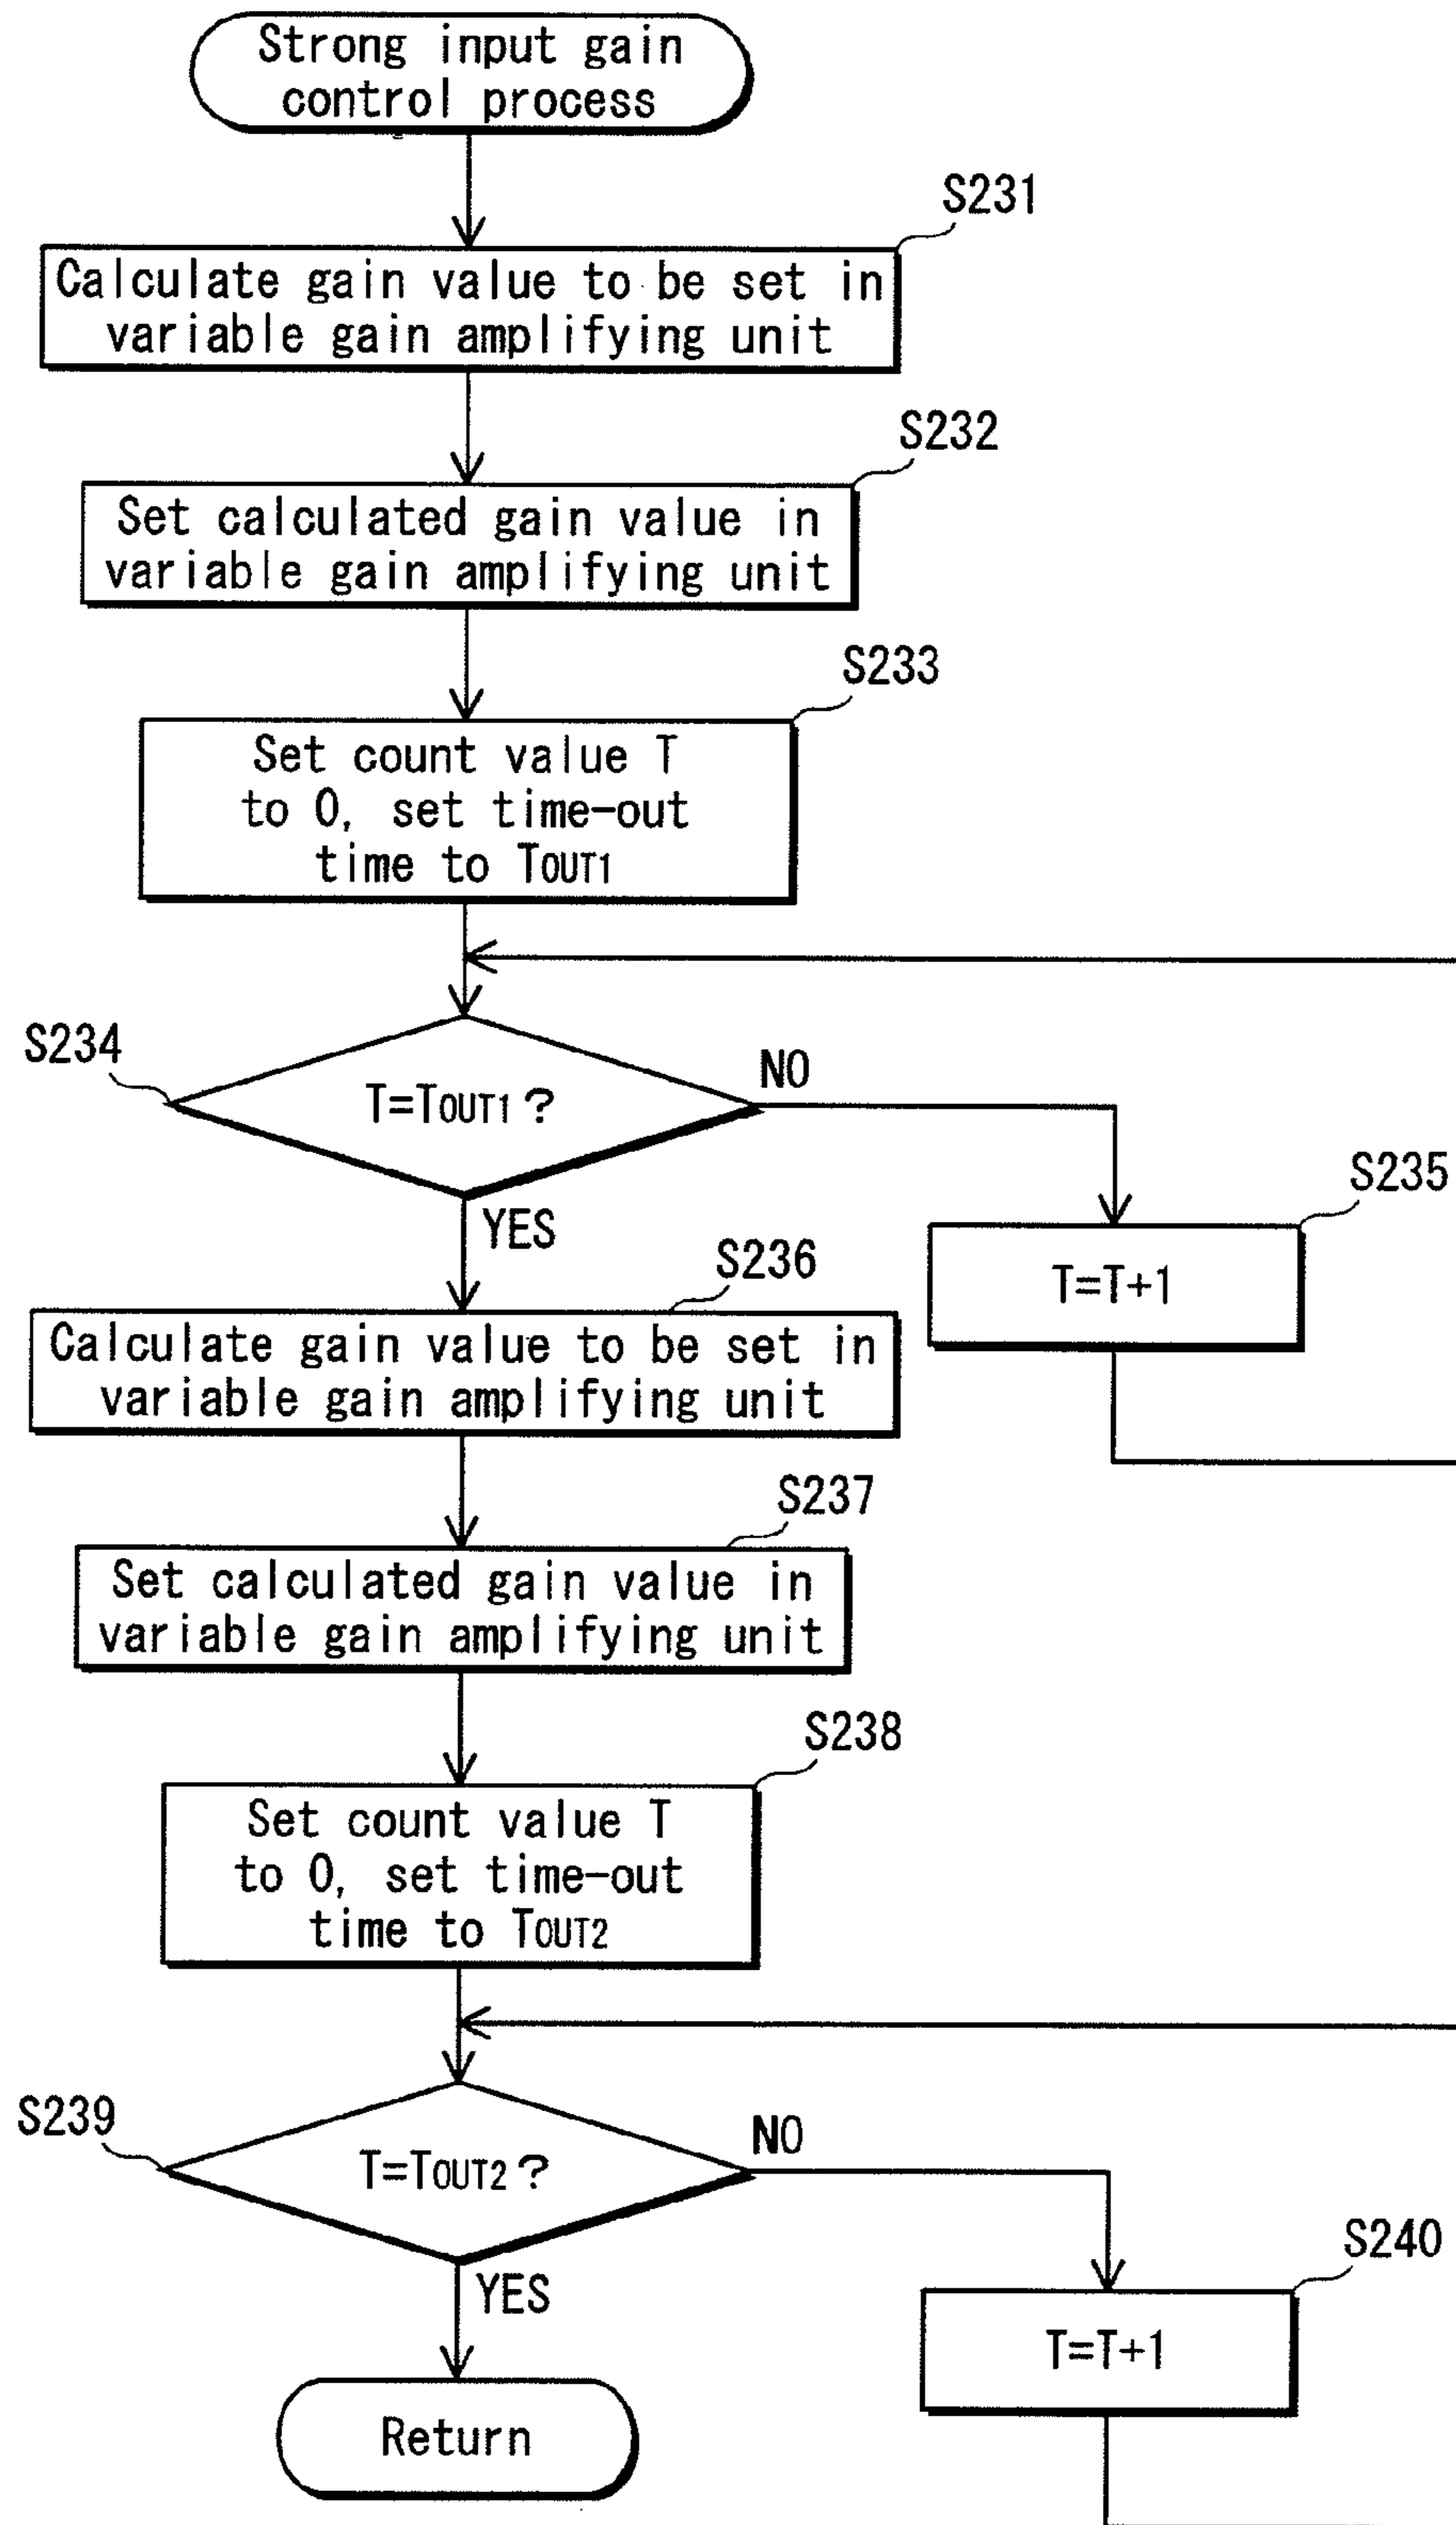 Strong input gain
control process
S231
Calculate gain value to be set in
variable gain amplifying unit
S232
Set calculated gain value in
variable gain amplifying unit
S233
Set count value T
to 0, set time-out
time to TOUT1
S234
T=TOUT1?
NO
S235
T=T+1
YES
S236
Calculate gain value to be set in
variable gain amplifying unit
S237
Set calculated gain value in
variable gain amplifying unit
S238
Set count value T
to 0, set time-out
time to TOUT2
S239
T=TOUT2?
NO
S240
T=T+1
YES
Return